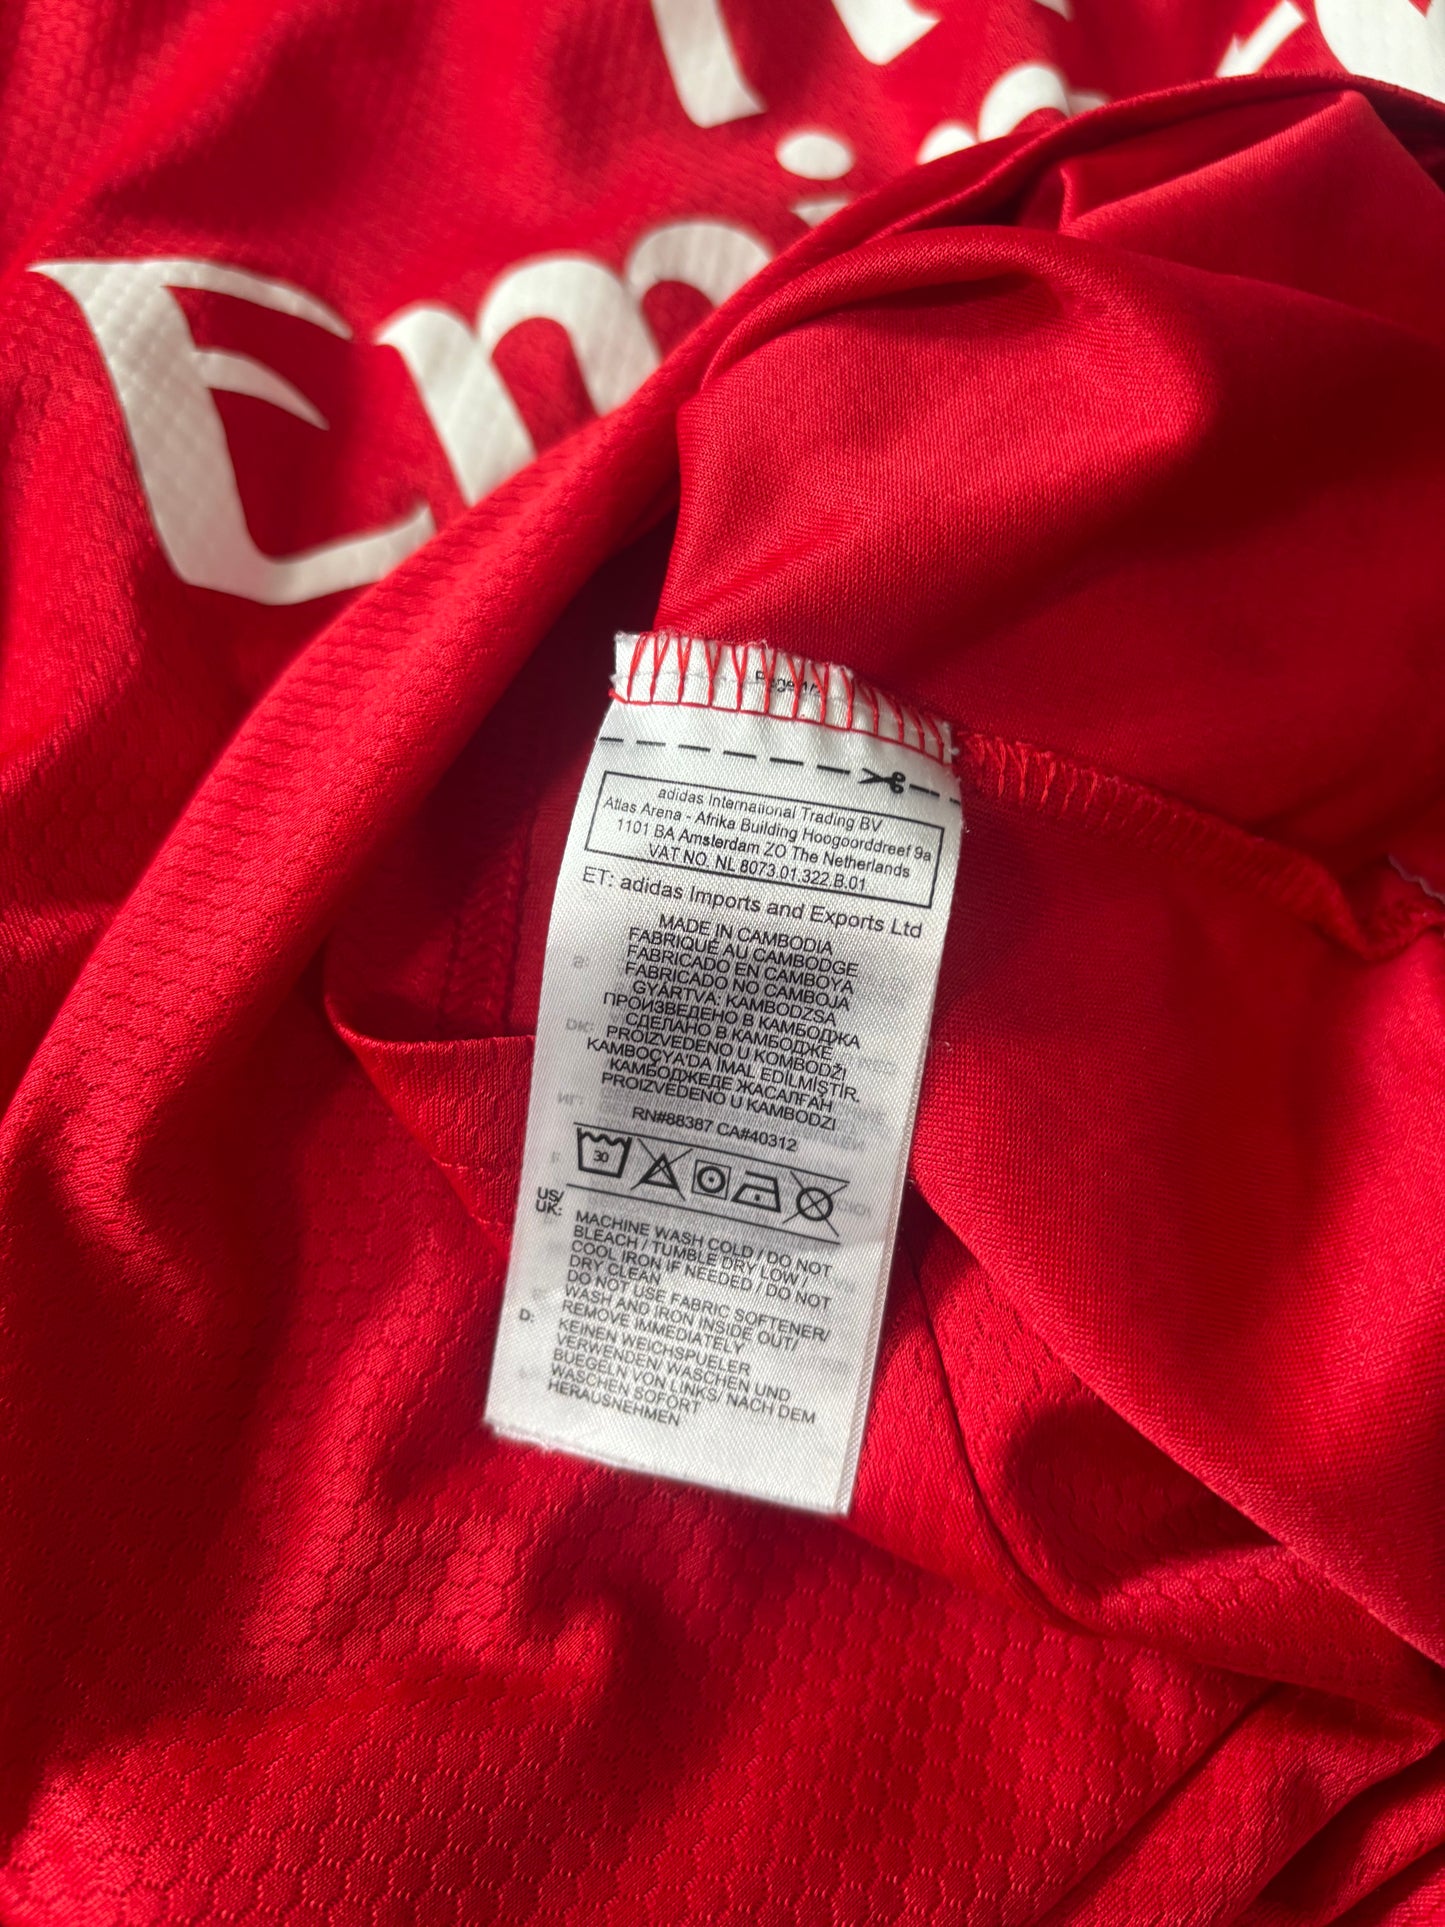 Emir
adidas International Trading BV
Atlas Arena - Afrika Building Hoogoorddreef 9a
1101 BA Amsterdam ZO The Netherlands
VAT NO. NL 8073.01.322.B.01
ET: adidas Imports and Exports Ltd
MADE IN CAMBODIA
FABRIQUÉ AU CAMBODGE
FABRICADO EN CAMBOYA
FABRICADO NO CAMBOJA
GYÁRTVA: KAMBODZSA
ПРОИЗВЕДЕНО В КАМБОДЖА
СДЕЛАНО В КАМБОДЖЕ
PROIZVEDENO U KOMBODŽI
KAMBOÇYA'DA İMAL EDİLMİŞTİR.
КАМБОДЖЕДЕ ЖАСАЛҒАН
PROIZVEDENO U KAMBODZI
RN#88387 CA#40312
30
US/
UK:
MACHINE WASH COLD / DO NOT
BLEACH / TUMBLE DRY LOW /
COOL IRON IF NEEDED / DO NOT
DRY CLEAN
DO NOT USE FABRIC SOFTENER/
WASH AND IRON INSIDE OUT/
REMOVE IMMEDIATELY
D:
KEINEN WEICHSPUELER
VERWENDEN/ WASCHEN UND
BUEGELN VON LINKS/ NACH DEM
WASCHEN SOFORT
HERAUSNEHMEN